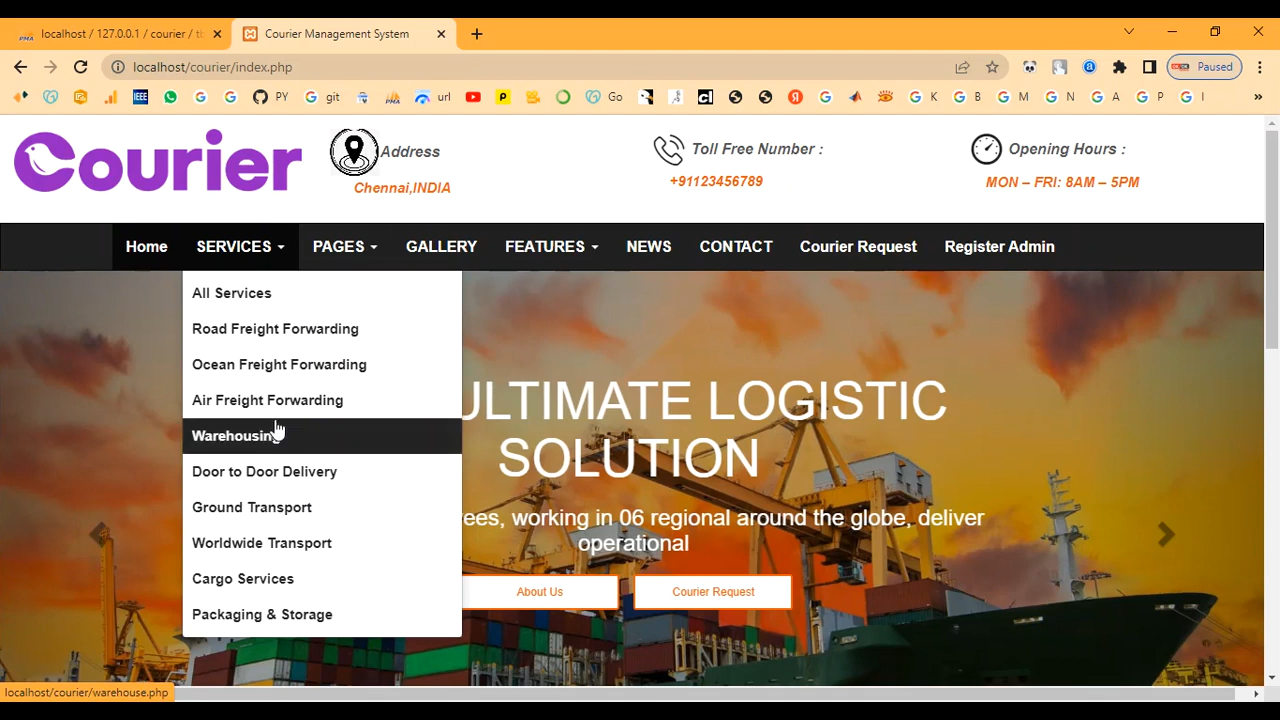 localhost / 127.0.0.1 / courier / tb
Courier Management System
localhost/courier/index.php
Paused
IEEE
PY
git
url
Go
K
B
M
N
A
P
I
Courier
Address
Chennai,INDIA
Toll Free Number :
+91123456789
Opening Hours :
MON – FRI: 8AM – 5PM
Home
SERVICES
PAGES
GALLERY
FEATURES
NEWS
CONTACT
Courier Request
Register Admin
All Services
Road Freight Forwarding
Ocean Freight Forwarding
Air Freight Forwarding
Warehousing
Door to Door Delivery
Ground Transport
Worldwide Transport
Cargo Services
Packaging & Storage
ULTIMATE LOGISTIC
SOLUTION
rees, working in 06 regional around the globe, deliver
operational
About Us
Courier Request
localhost/courier/warehouse.php